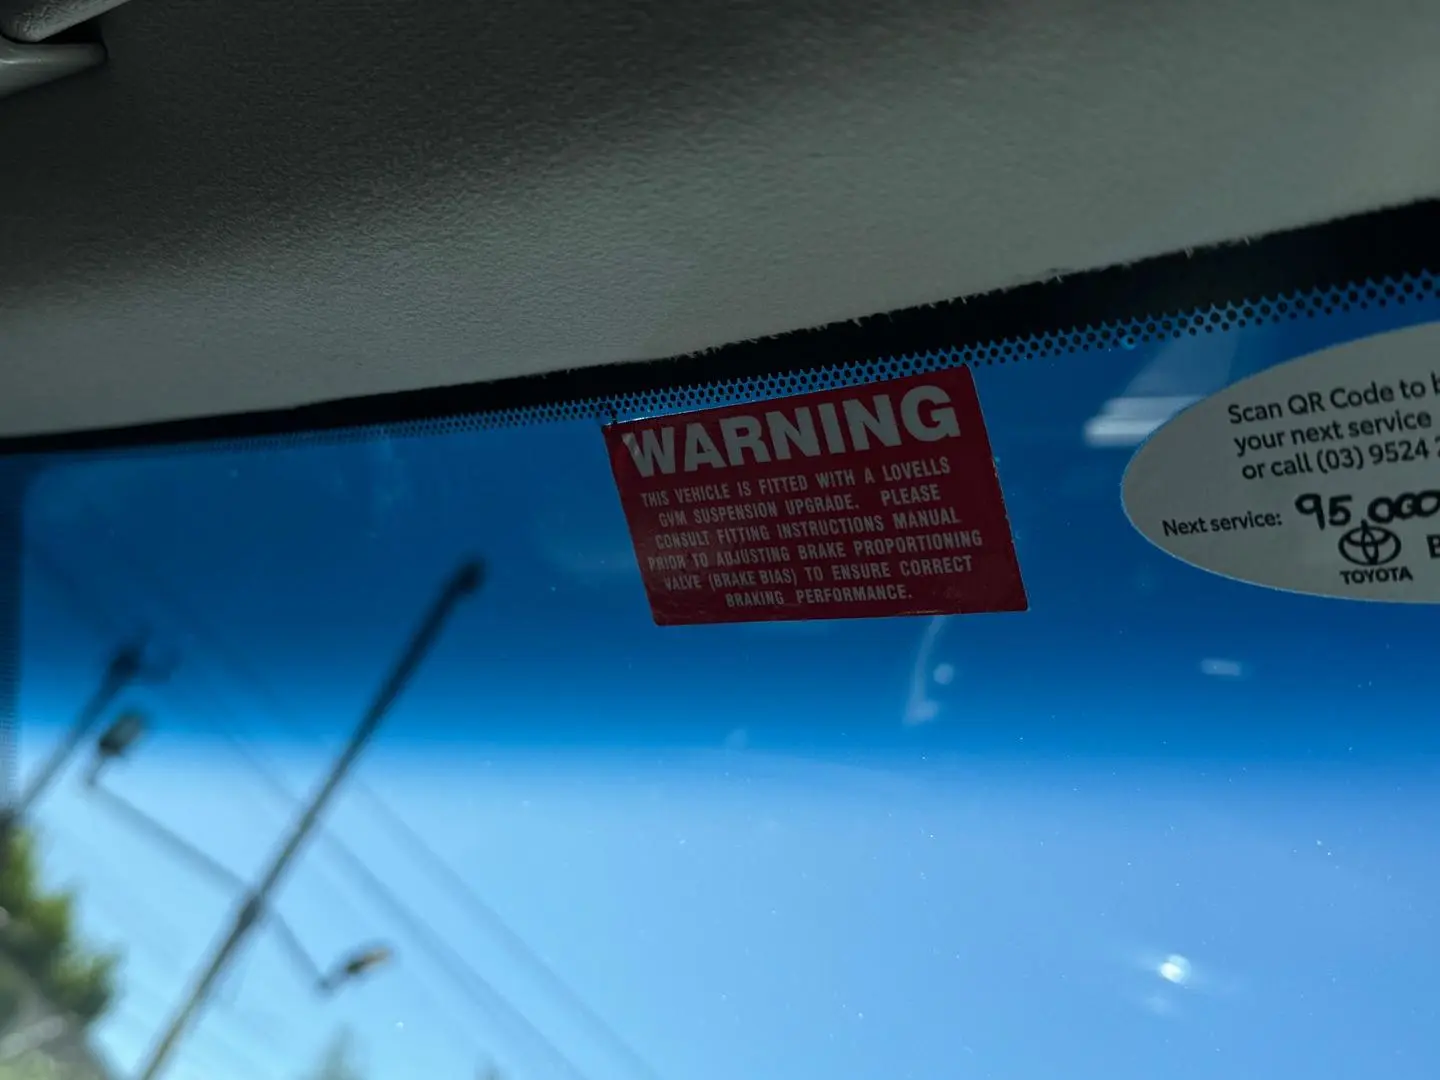 WARNING
THIS VEHICLE IS FITTED WITH A LOVELLS
GVM SUSPENSION UPGRADE. PLEASE
CONSULT FITTING INSTRUCTIONS MANUAL
PRIOR TO ADJUSTING BRAKE PROPORTIONING
VALVE (BRAKE BIAS) TO ENSURE CORRECT
BRAKING PERFORMANCE.
Scan QR Code to b
your next service
or call (03) 9524
Next service: 95,000
TOYOTA